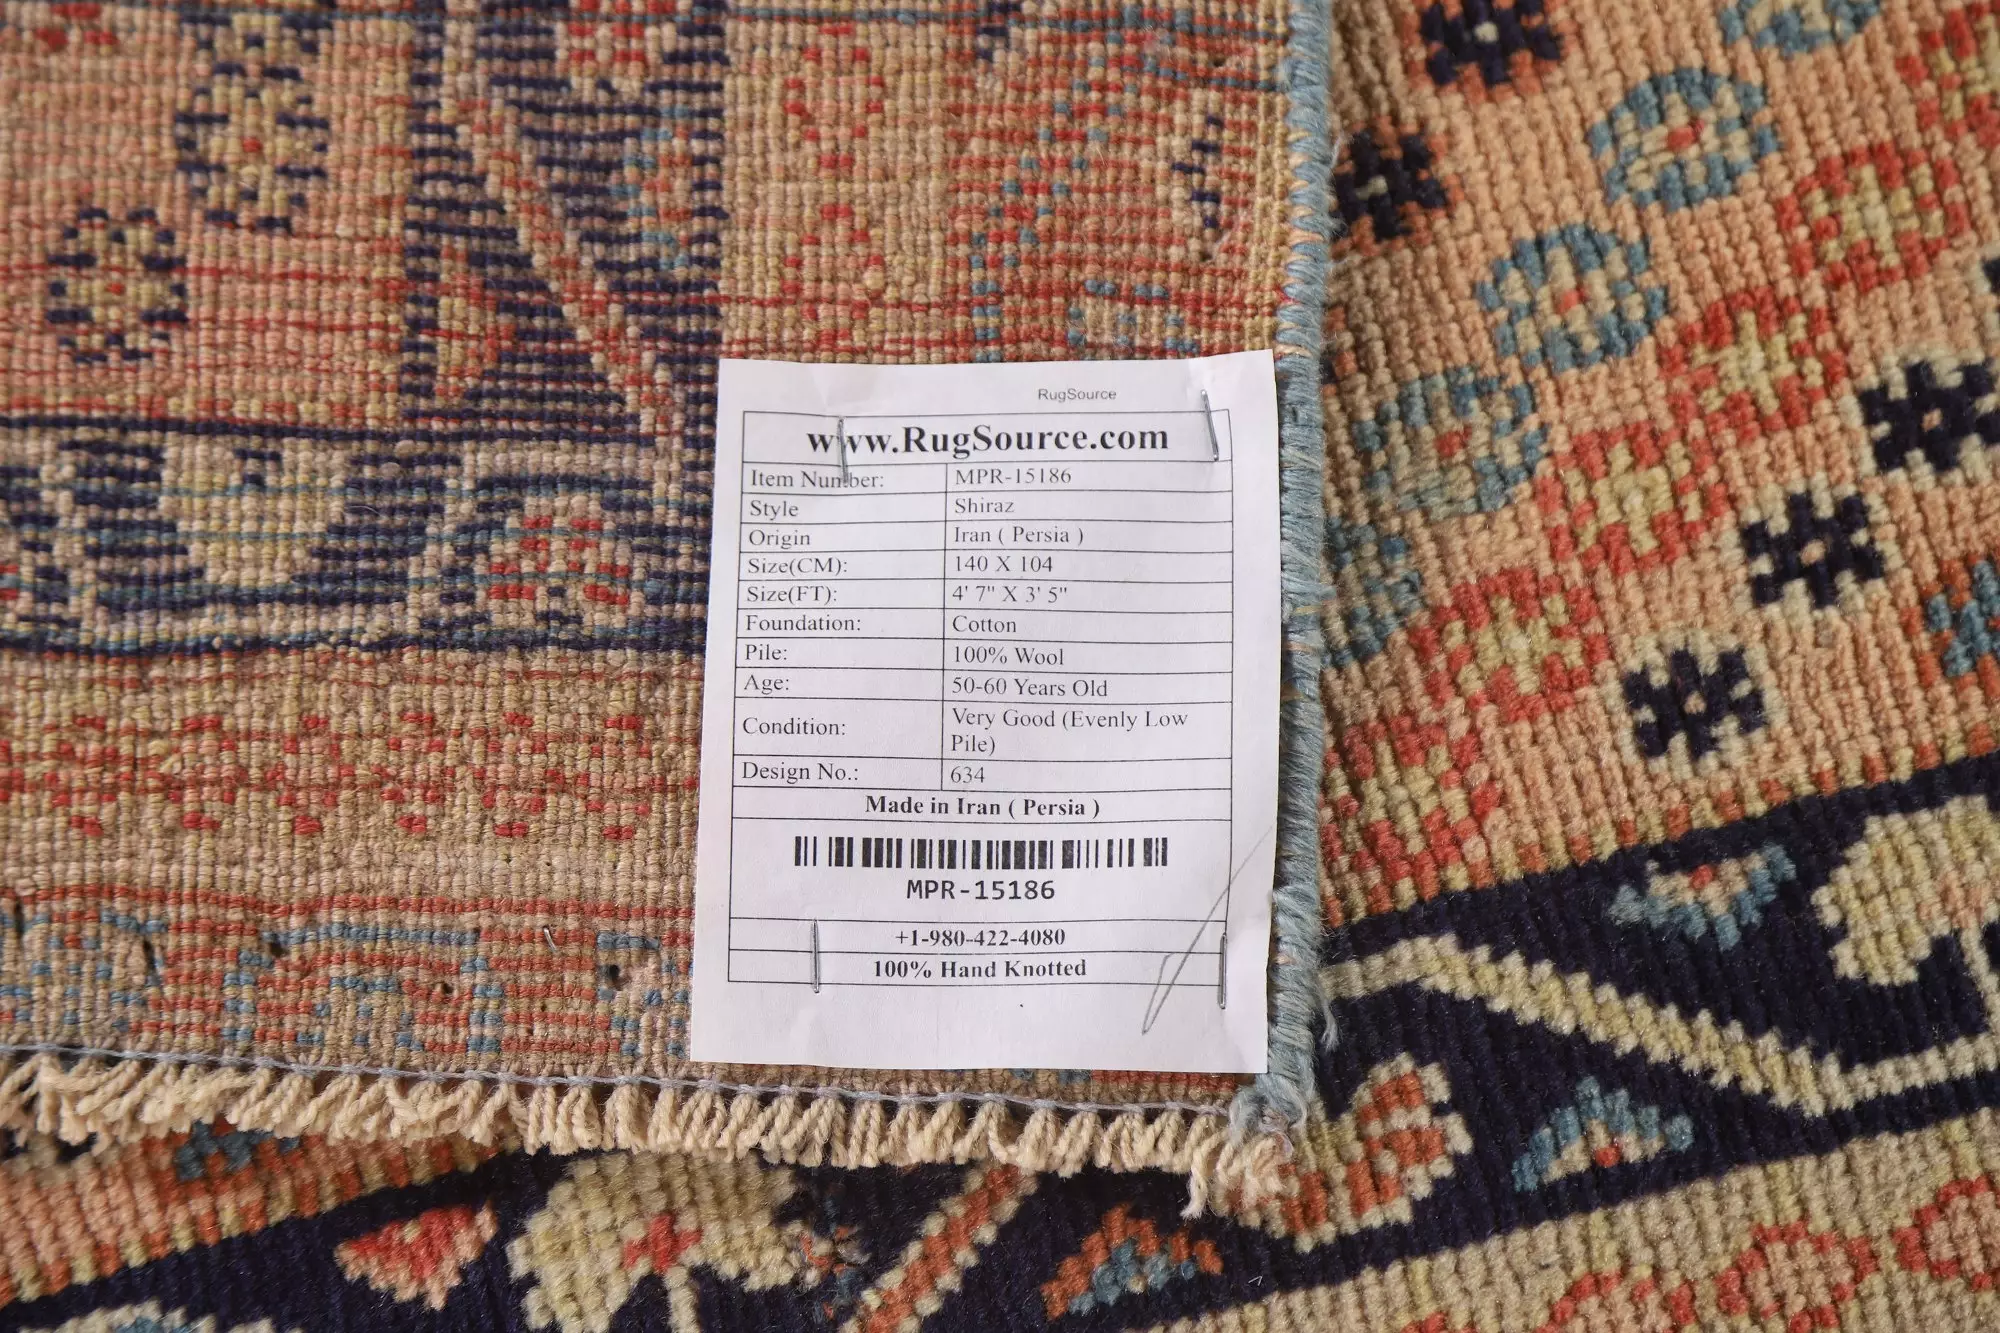 RugSource
www.RugSource.com
Item Number: MPR-15186
Style Shiraz
Origin Iran ( Persia )
Size(CM): 140 X 104
Size(FT): 4' 7" X 3' 5"
Foundation: Cotton
Pile: 100% Wool
Age: 50-60 Years Old
Condition: Very Good (Evenly Low
Pile)
Design No.: 634
Made in Iran ( Persia )
MPR-15186
+1-980-422-4080
100% Hand Knotted